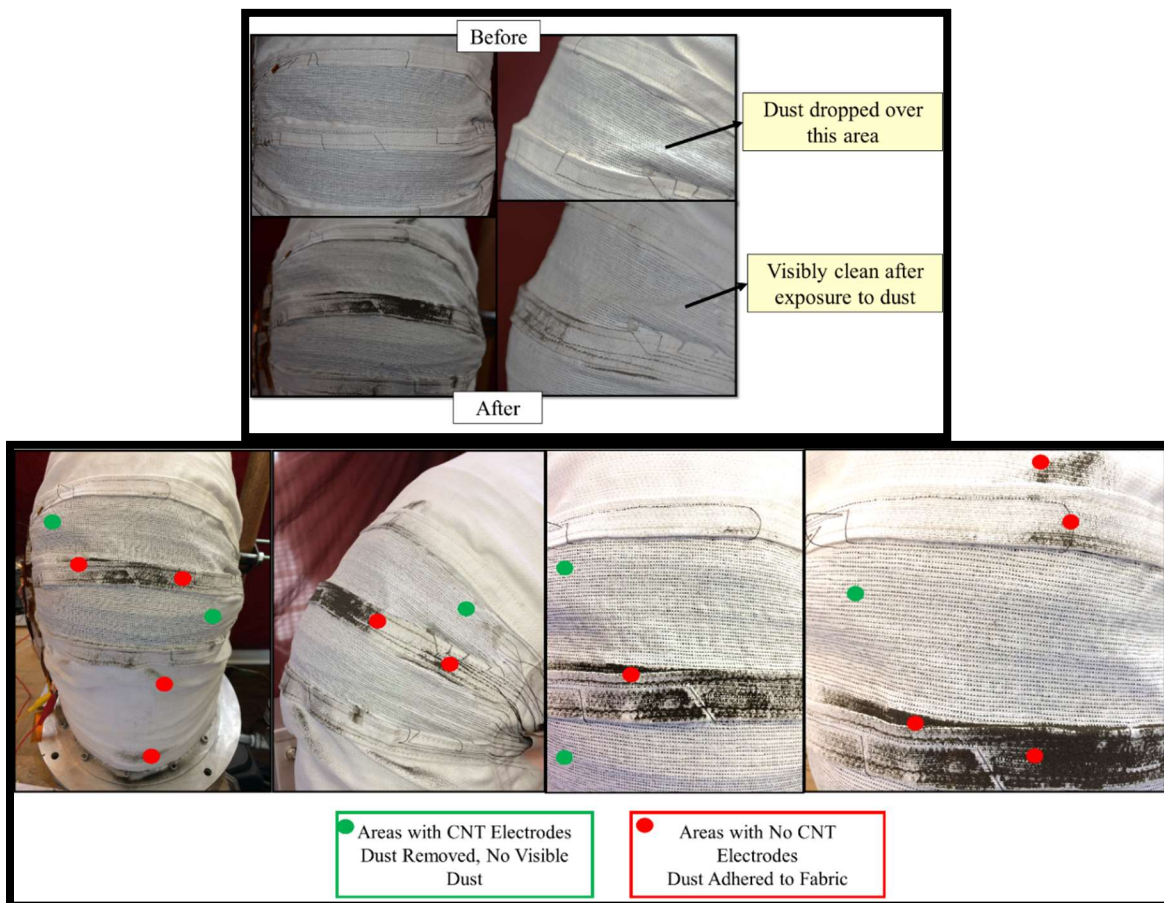 Before
Dust dropped over
this area
Visibly clean after
exposure to dust
After
Areas with CNT Electrodes
Dust Removed, No Visible
Dust
Areas with No CNT
Electrodes
Dust Adhered to Fabric